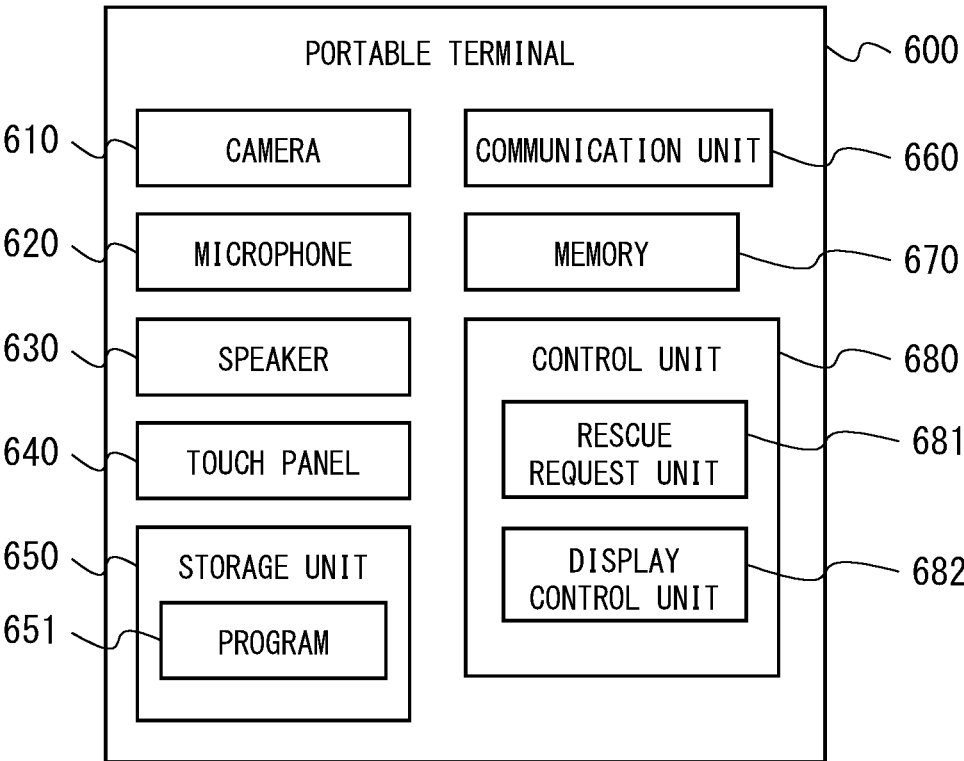 PORTABLE TERMINAL
600
610
CAMERA
COMMUNICATION UNIT
660
620
MICROPHONE
MEMORY
670
630
SPEAKER
CONTROL UNIT
680
640
TOUCH PANEL
RESCUE
REQUEST UNIT
681
650
STORAGE UNIT
DISPLAY
CONTROL UNIT
682
651
PROGRAM